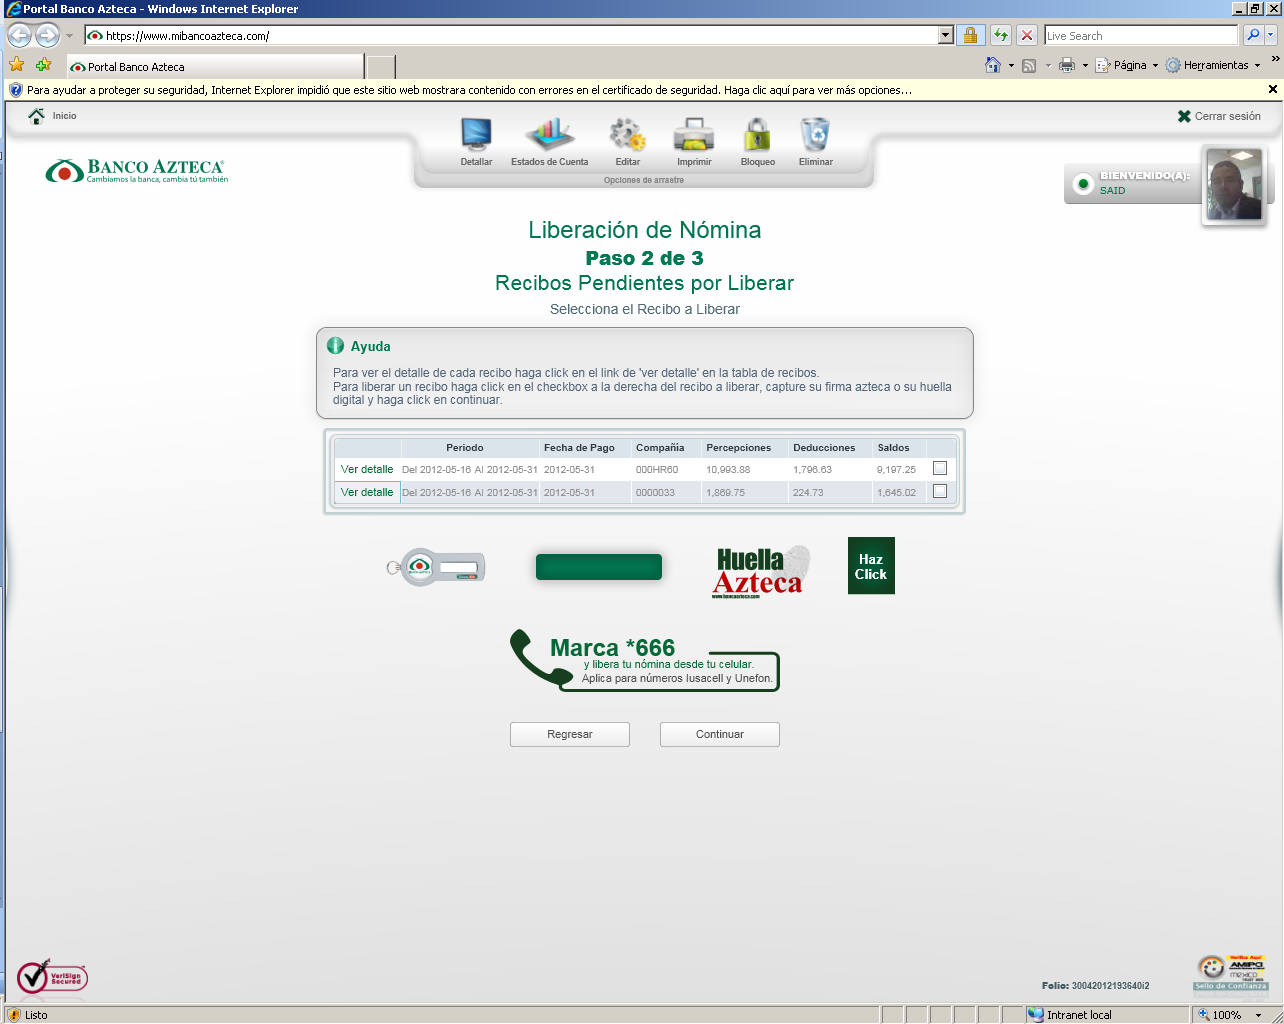 Portal Banco Azteca - Windows Internet Explorer
https://www.mibancoazteca.com/
Live Search
Portal Banco Azteca
Página
Herramientas
Para ayudar a proteger su seguridad, Internet Explorer impidió que este sitio web mostrara contenido con errores en el certificado de seguridad. Haga clic aquí para ver más opciones...
Inicio
Cerrar sesión
Detallar
Estados de Cuenta
Editar
Imprimir
Bloqueo
Eliminar
Opciones de arrastre
BANCO AZTECA
Cambiamos la banca, cambia tú también
BIENVENIDO(A):
SAID
Liberación de Nómina
Paso 2 de 3
Recibos Pendientes por Liberar
Selecciona el Recibo a Liberar
Ayuda
Para ver el detalle de cada recibo haga click en el link de 'ver detalle' en la tabla de recibos.
Para liberar un recibo haga click en el checkbox a la derecha del recibo a liberar, capture su firma azteca o su huella
digital y haga click en continuar.
Periodo Fecha de Pago Compañía Percepciones Deducciones Saldos
Ver detalle Del 2012-05-16 Al 2012-05-31 2012-05-31 000HR60 10,993.88 1,796.63 9,197.25
Ver detalle Del 2012-05-16 Al 2012-05-31 2012-05-31 0000033 1,869.75 224.73 1,645.02
Huella
Azteca
www.bancoazteca.com
Haz
Click
Marca *666
y libera tu nómina desde tu celular.
Aplica para números Iusacell y Unefon.
Regresar
Continuar
VeriSign
Secured
Verifica Aquí
AMIPCI
mexico
Sello de Confianza
Folio: 30042012193640i2
Listo
Intranet local
100%